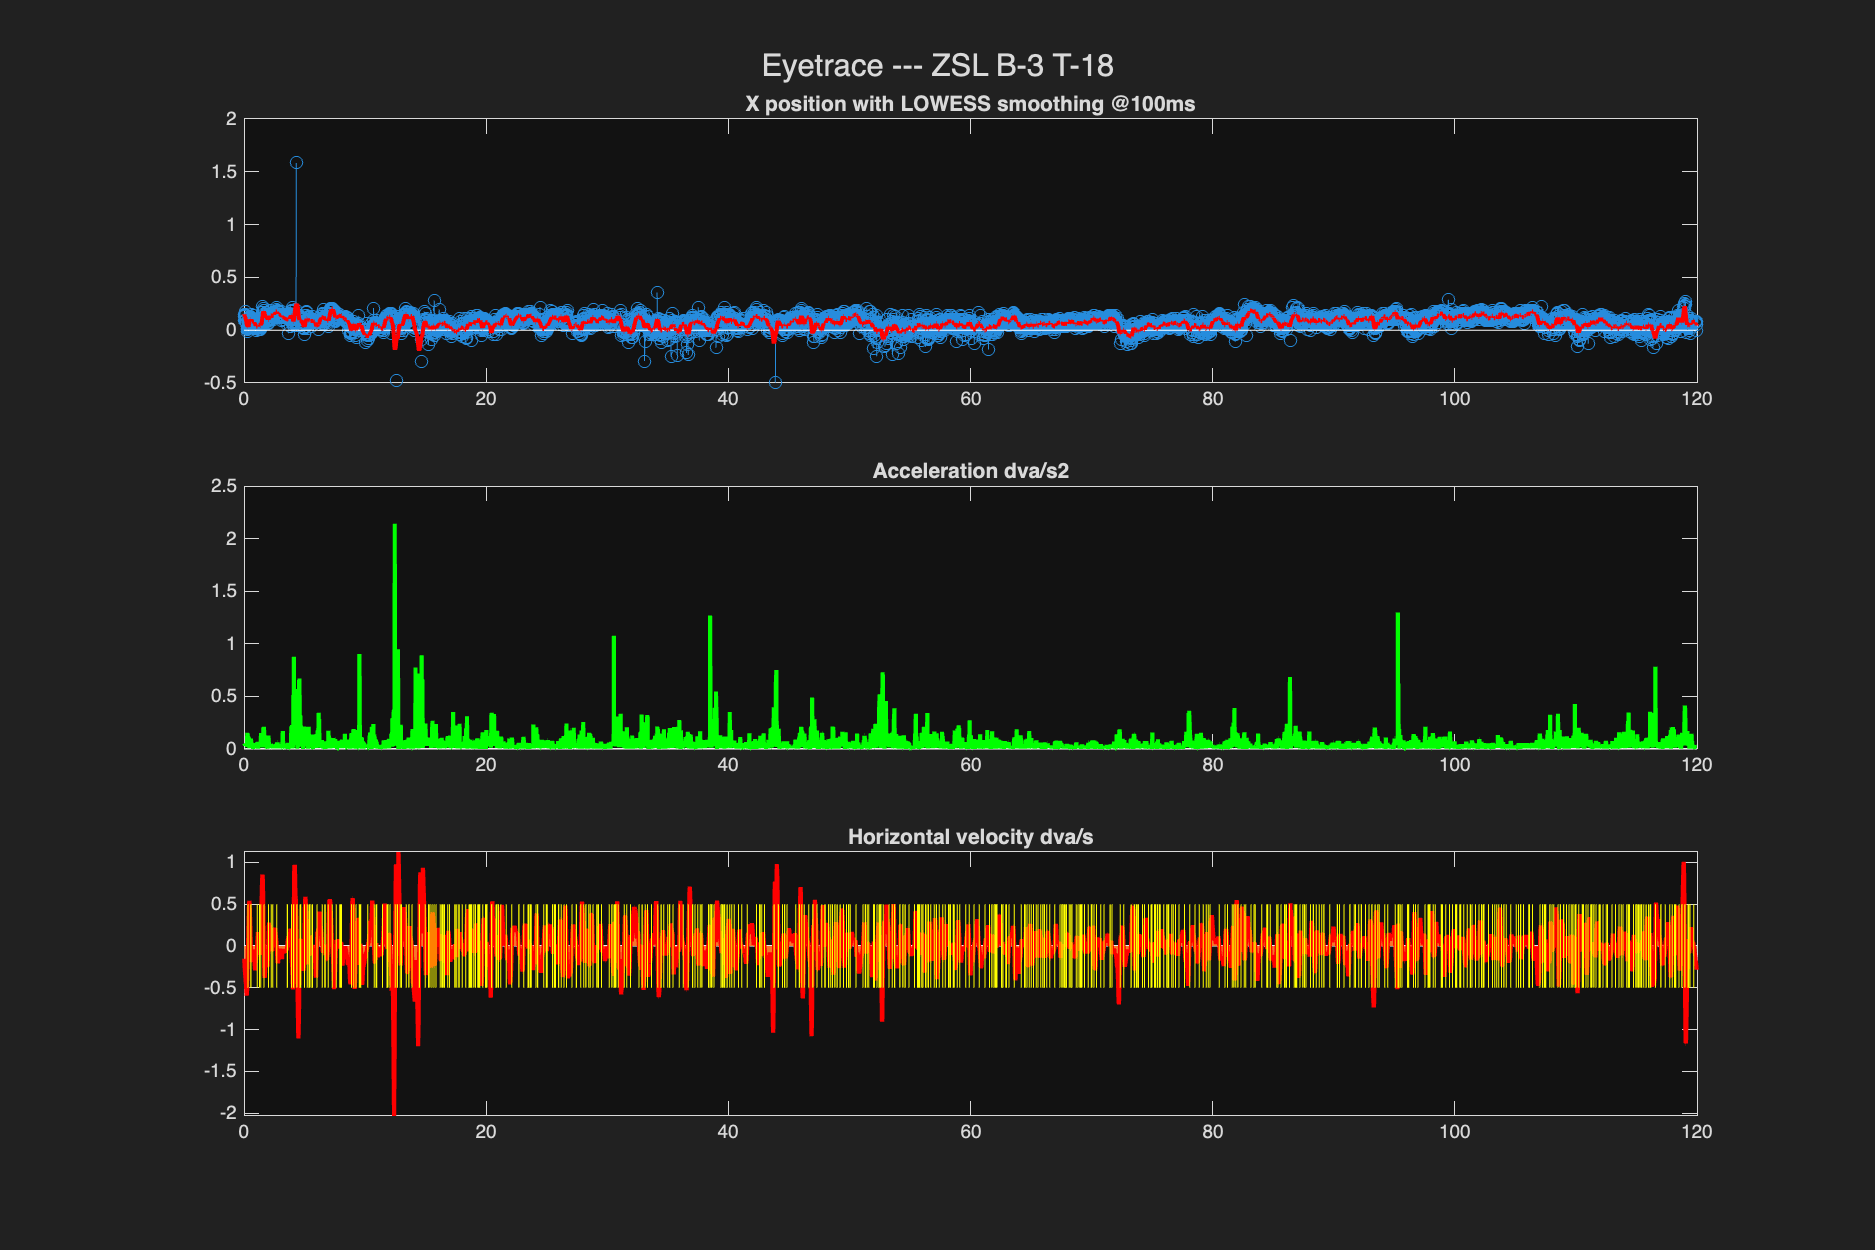 Eyetrace --- ZSL B-3 T-18
X position with LOWESS smoothing @100ms
2
1.5
1
0.5
0
-0.5
0 20 40 60 80 100 120
Acceleration dva/s2
2.5
2
1.5
1
0.5
0
0 20 40 60 80 100 120
Horizontal velocity dva/s
1
0.5
0
-0.5
-1
-1.5
-2
0 20 40 60 80 100 120